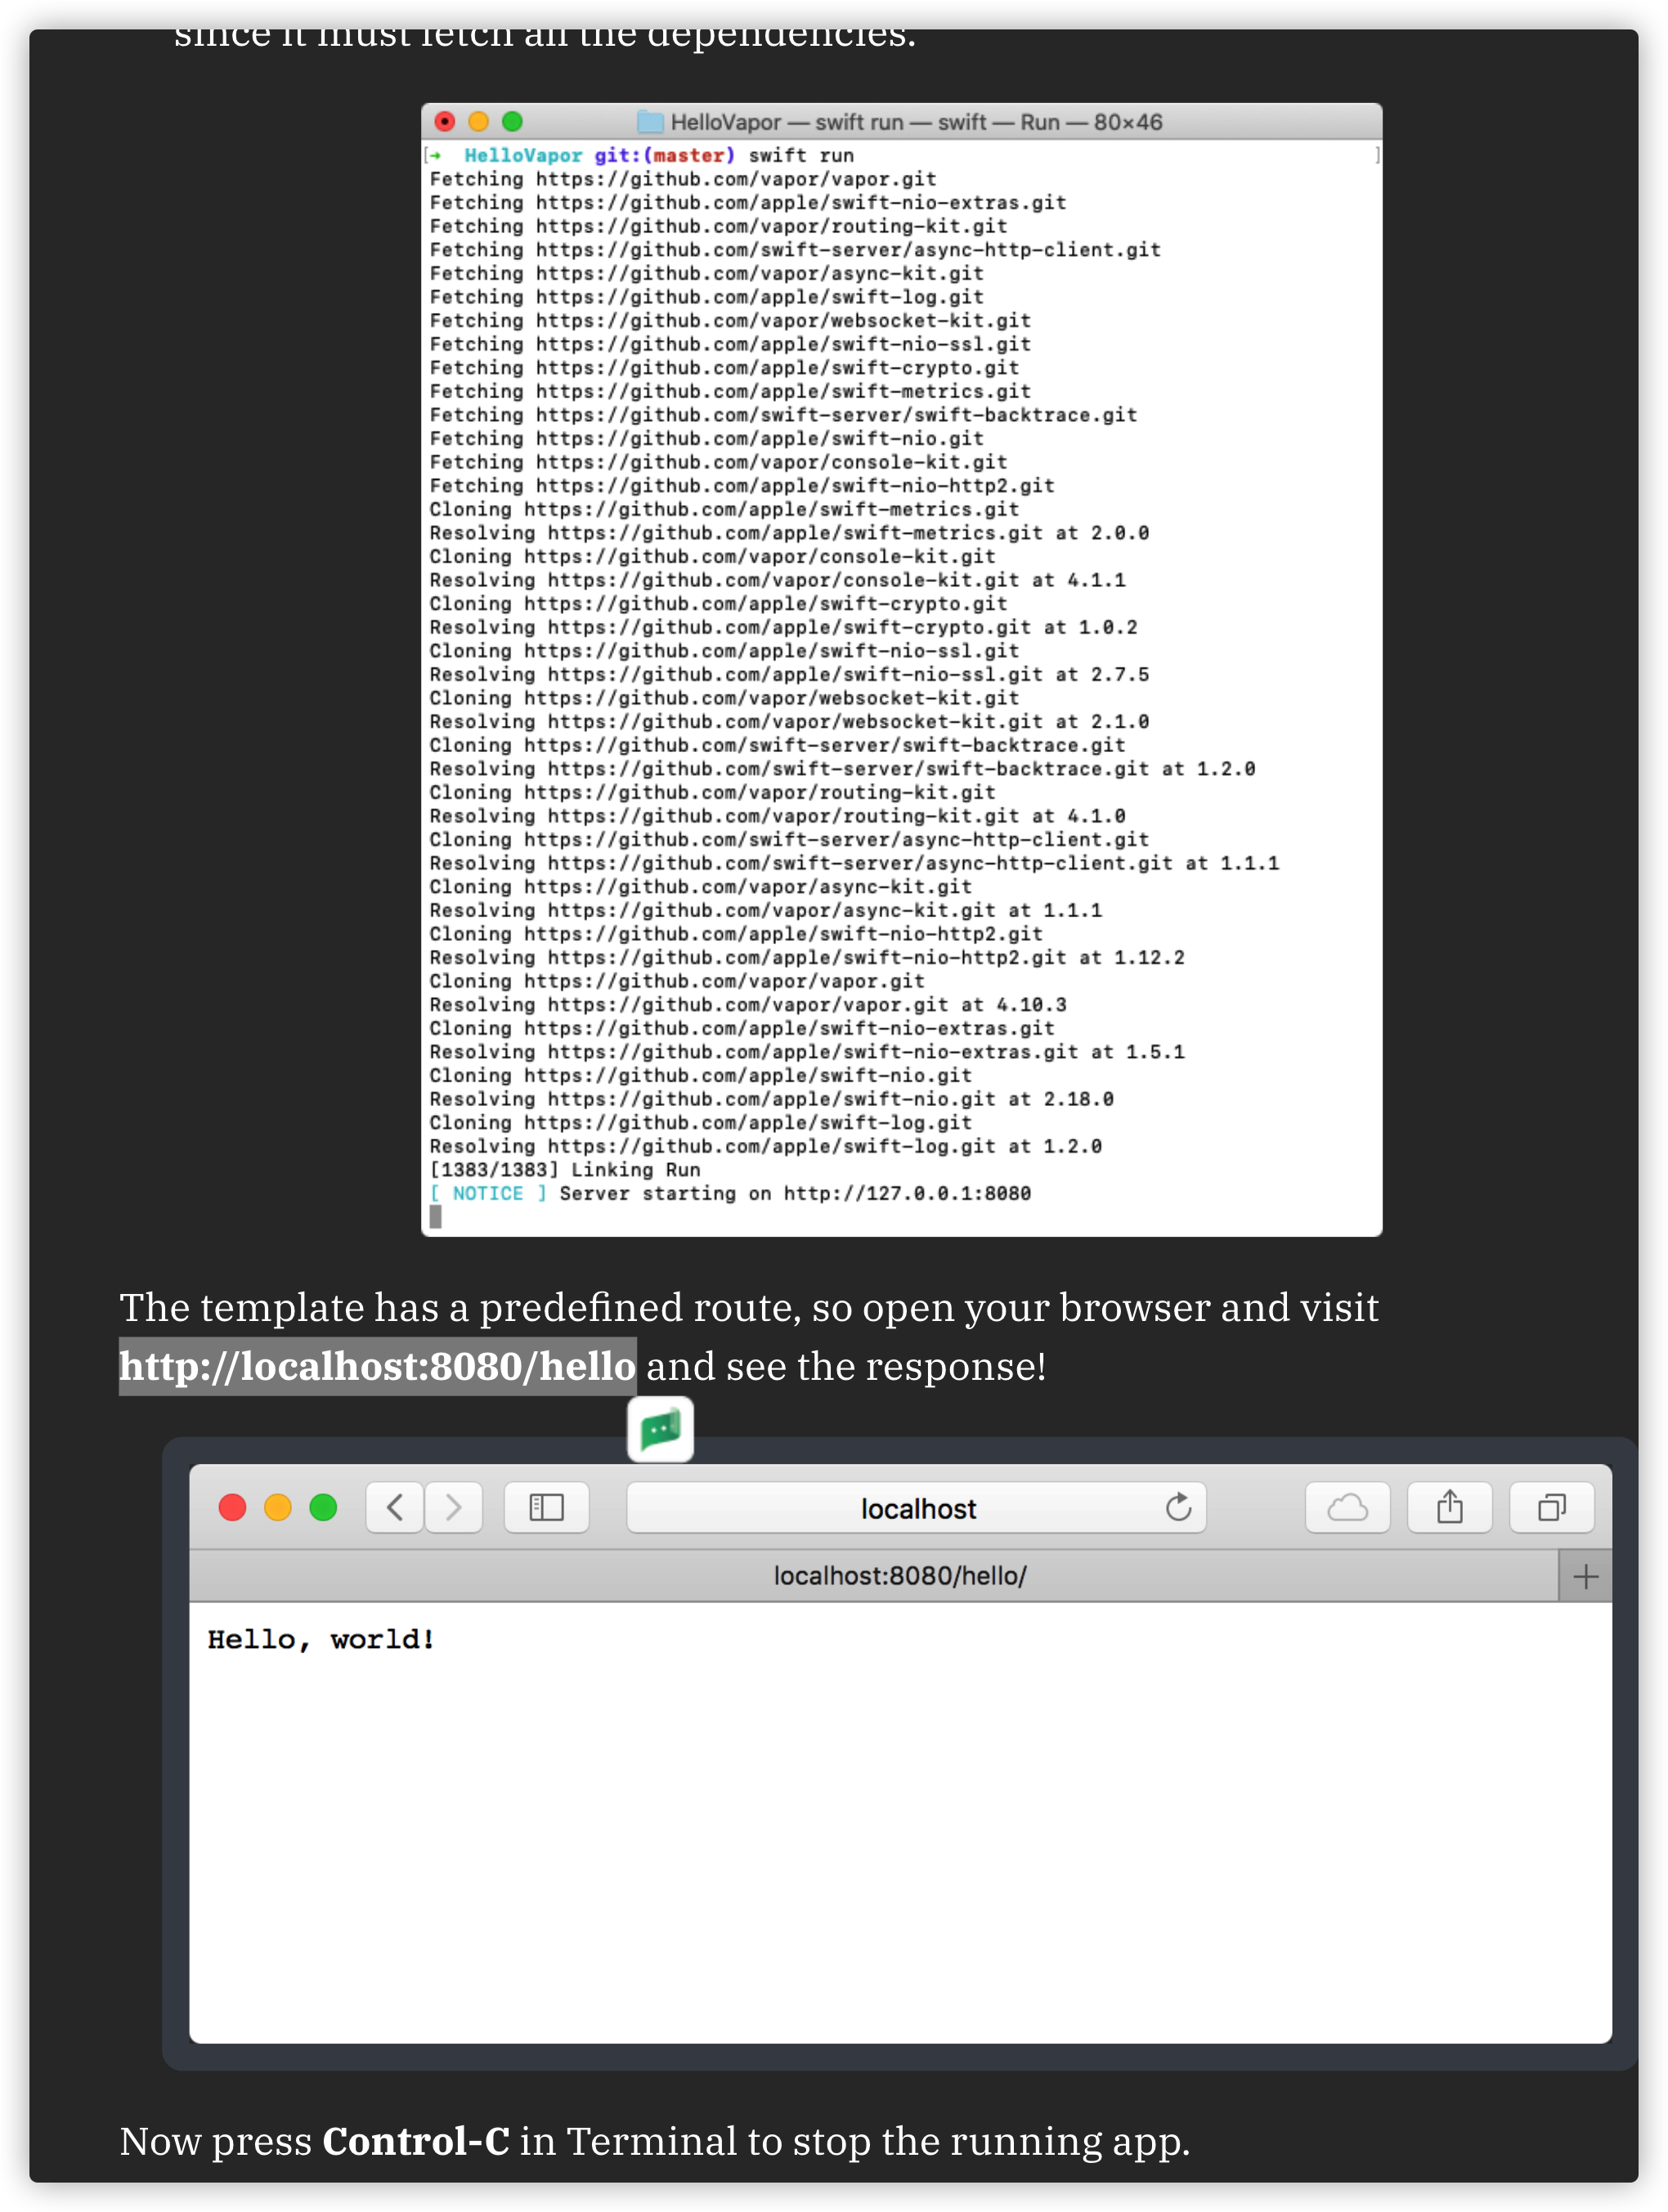 since it must fetch all the dependencies.
HelloVapor — swift run — swift — Run — 80×46
[➜ HelloVapor git:(master) swift run ]
Fetching https://github.com/vapor/vapor.git
Fetching https://github.com/apple/swift-nio-extras.git
Fetching https://github.com/vapor/routing-kit.git
Fetching https://github.com/swift-server/async-http-client.git
Fetching https://github.com/vapor/async-kit.git
Fetching https://github.com/apple/swift-log.git
Fetching https://github.com/vapor/websocket-kit.git
Fetching https://github.com/apple/swift-nio-ssl.git
Fetching https://github.com/apple/swift-crypto.git
Fetching https://github.com/apple/swift-metrics.git
Fetching https://github.com/swift-server/swift-backtrace.git
Fetching https://github.com/apple/swift-nio.git
Fetching https://github.com/vapor/console-kit.git
Fetching https://github.com/apple/swift-nio-http2.git
Cloning https://github.com/apple/swift-metrics.git
Resolving https://github.com/apple/swift-metrics.git at 2.0.0
Cloning https://github.com/vapor/console-kit.git
Resolving https://github.com/vapor/console-kit.git at 4.1.1
Cloning https://github.com/apple/swift-crypto.git
Resolving https://github.com/apple/swift-crypto.git at 1.0.2
Cloning https://github.com/apple/swift-nio-ssl.git
Resolving https://github.com/apple/swift-nio-ssl.git at 2.7.5
Cloning https://github.com/vapor/websocket-kit.git
Resolving https://github.com/vapor/websocket-kit.git at 2.1.0
Cloning https://github.com/swift-server/swift-backtrace.git
Resolving https://github.com/swift-server/swift-backtrace.git at 1.2.0
Cloning https://github.com/vapor/routing-kit.git
Resolving https://github.com/vapor/routing-kit.git at 4.1.0
Cloning https://github.com/swift-server/async-http-client.git
Resolving https://github.com/swift-server/async-http-client.git at 1.1.1
Cloning https://github.com/vapor/async-kit.git
Resolving https://github.com/vapor/async-kit.git at 1.1.1
Cloning https://github.com/apple/swift-nio-http2.git
Resolving https://github.com/apple/swift-nio-http2.git at 1.12.2
Cloning https://github.com/vapor/vapor.git
Resolving https://github.com/vapor/vapor.git at 4.10.3
Cloning https://github.com/apple/swift-nio-extras.git
Resolving https://github.com/apple/swift-nio-extras.git at 1.5.1
Cloning https://github.com/apple/swift-nio.git
Resolving https://github.com/apple/swift-nio.git at 2.18.0
Cloning https://github.com/apple/swift-log.git
Resolving https://github.com/apple/swift-log.git at 1.2.0
[1383/1383] Linking Run
[ NOTICE ] Server starting on http://127.0.0.1:8080
The template has a predefined route, so open your browser and visit
http://localhost:8080/hello and see the response!
localhost
localhost:8080/hello/
Hello, world!
Now press Control-C in Terminal to stop the running app.